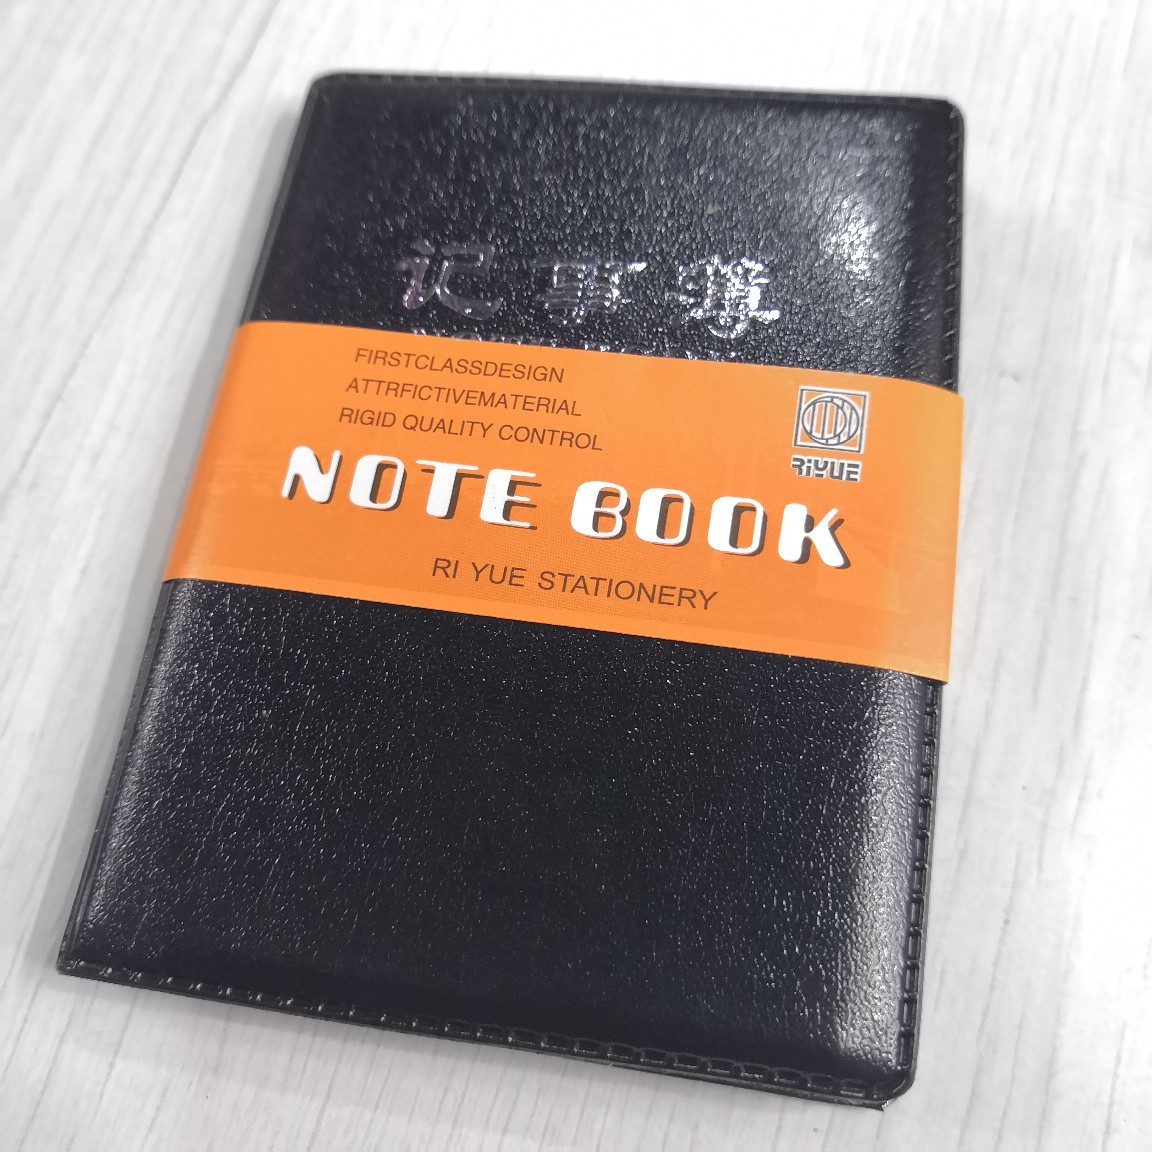 记事簿
FIRSTCLASSDESIGN
ATTRFICTIVEMATERIAL
RIGID QUALITY CONTROL
RIYUE
NOTE BOOK
RI YUE STATIONERY